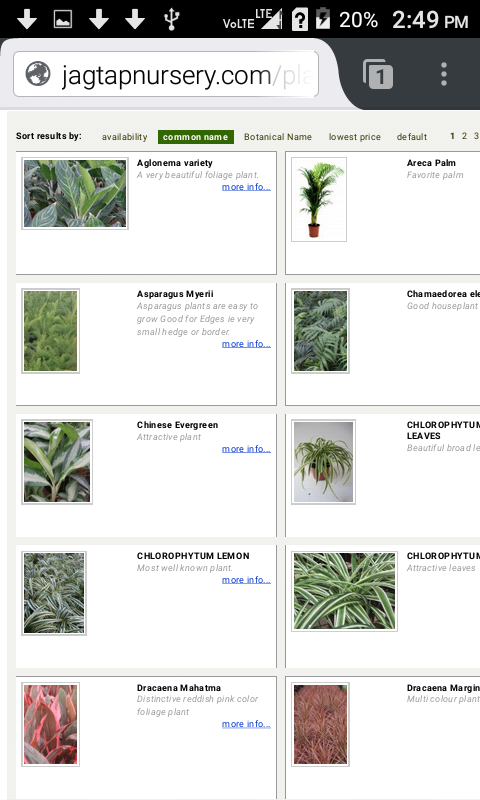 VoLTE LTE 20% 2:49 PM
jagtapnursery.com/pla
1
Sort results by: availability common name Botanical Name lowest price default 1 2 3
Aglonema variety
A very beautiful foliage plant.
more info...
Areca Palm
Favorite palm
Asparagus Myerii
Asparagus plants are easy to
grow Good for Edges ie very
small hedge or border.
more info...
Chamaedorea ele
Good houseplant
Chinese Evergreen
Attractive plant
more info...
CHLOROPHYTUM
LEAVES
Beautiful broad le
CHLOROPHYTUM LEMON
Most well known plant.
more info...
CHLOROPHYTUM
Attractive leaves
Dracaena Mahatma
Distinctive reddish pink color
foliage plant
more info...
Dracaena Margin
Multi colour plant